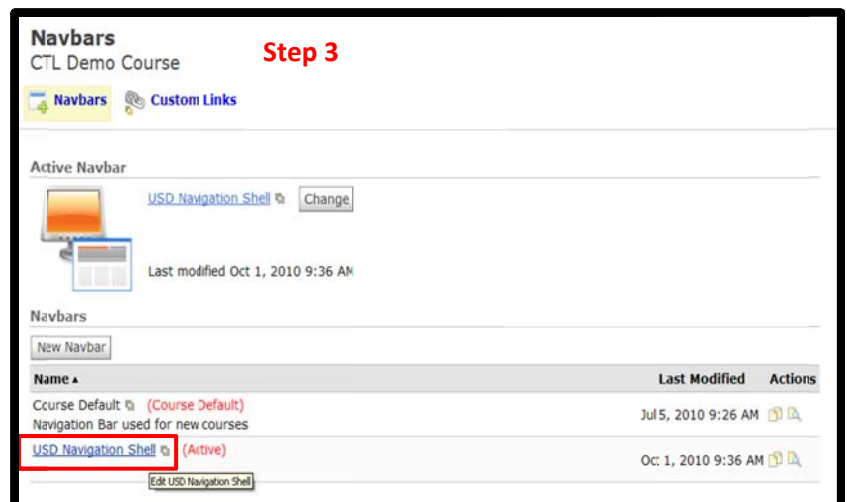 Navbars
CTL Demo Course
Step 3
Navbars Custom Links
Active Navbar
USD Navigation Shell Change
Last modified Oct 1, 2010 9:36 AM
Navbars
New Navbar
Name Last Modified Actions
Course Default (Course Default)
Navigation Bar used for new courses
Jul 5, 2010 9:26 AM
USD Navigation Shell (Active)
Oct 1, 2010 9:36 AM
Edit USD Navigation Shell